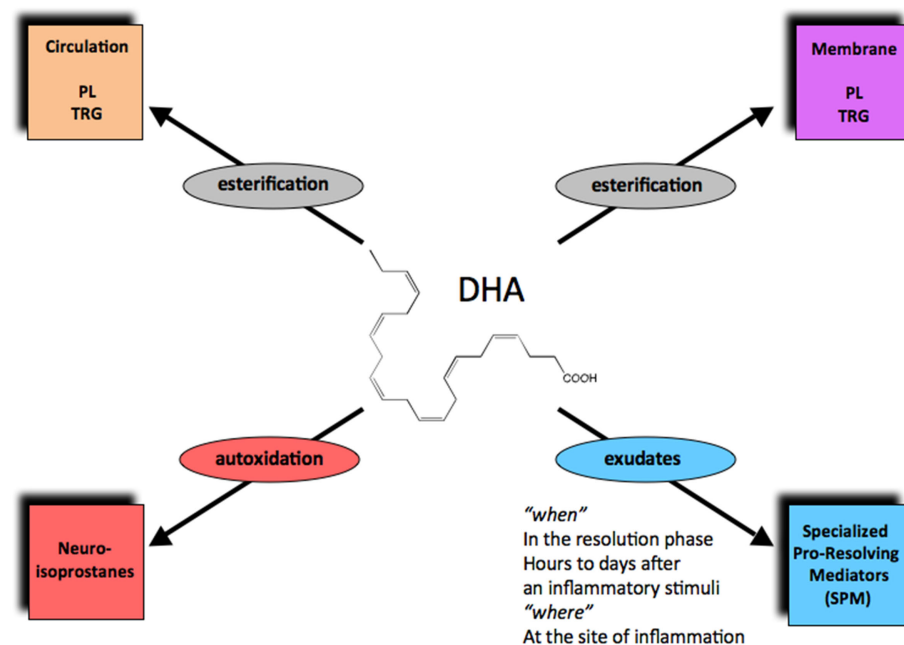 Circulation
PL
TRG
Membrane
PL
TRG
esterification
esterification
DHA
COOH
autoxidation
exudates
Neuro-
isoprostanes
"when"
In the resolution phase
Hours to days after
an inflammatory stimuli
"where"
At the site of inflammation
Specialized
Pro-Resolving
Mediators
(SPM)